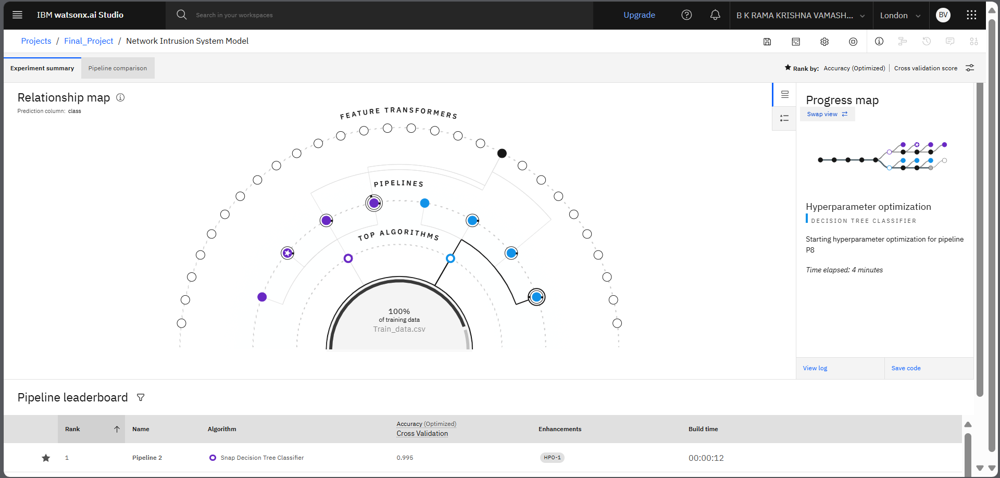 IBM watsonx.ai Studio
Search in your workspaces
Upgrade
B K RAMA KRISHNA VAMASH...
London
BV
Projects / Final_Project / Network Intrusion System Model
Experiment summary
Pipeline comparison
Rank by: Accuracy (Optimized) | Cross validation score
Relationship map
Prediction column: class
FEATURE TRANSFORMERS
PIPELINES
TOP ALGORITHMS
100%
of training data
Train_data.csv
Progress map
Swap view
Hyperparameter optimization
DECISION TREE CLASSIFIER
Starting hyperparameter optimization for pipeline
P8
Time elapsed: 4 minutes
View log
Save code
Pipeline leaderboard
Rank
Name
Algorithm
Accuracy (Optimized)
Cross Validation
Enhancements
Build time
1
Pipeline 2
Snap Decision Tree Classifier
0.995
HPO-1
00:00:12